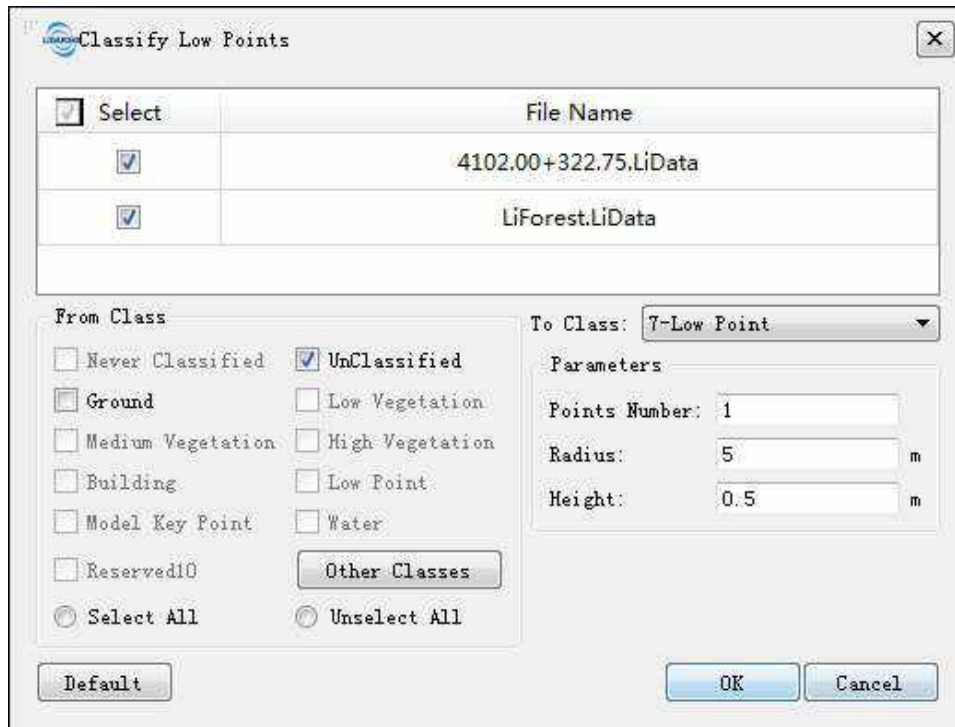 Classify Low Points
Select File Name
4102.00+322.75.LiData
LiForest.LiData
From Class
Never Classified UnClassified
Ground Low Vegetation
Medium Vegetation High Vegetation
Building Low Point
Model Key Point Water
Reserved10 Other Classes
Select All Unselect All
To Class: 7-Low Point
Parameters
Points Number: 1
Radius: 5 m
Height: 0.5 m
Default OK Cancel